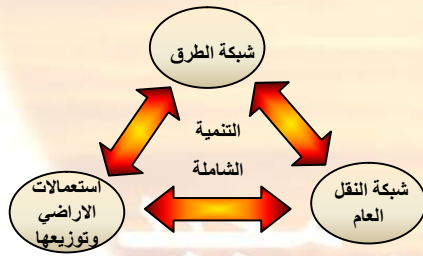 شبكة الطرق
التنمية
الشاملة
استعمالات
الاراضي
وتوزيعها
شبكة النقل
العام